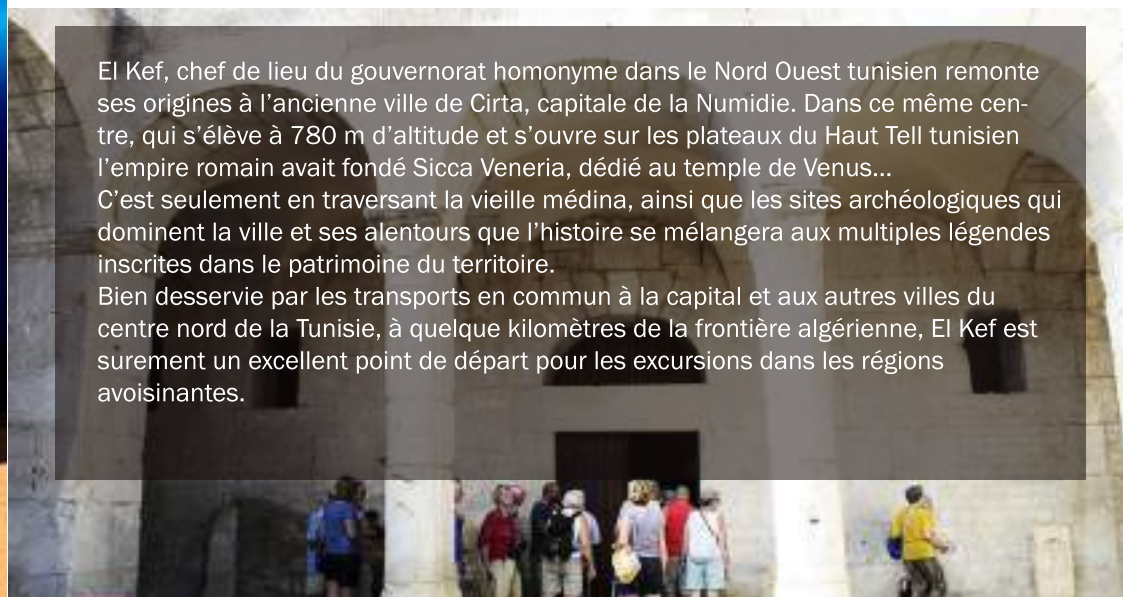 El Kef, chef de lieu du gouvernorat homonyme dans le Nord Ouest tunisien remonte
ses origines à l'ancienne ville de Cirta, capitale de la Numidie. Dans ce même cen-
tre, qui s'élève à 780 m d'altitude et s'ouvre sur les plateaux du Haut Tell tunisien
l'empire romain avait fondé Sicca Veneria, dédié au temple de Venus...
C'est seulement en traversant la vieille médina, ainsi que les sites archéologiques qui
dominent la ville et ses alentours que l'histoire se mélangera aux multiples légendes
inscrites dans le patrimoine du territoire.
Bien desservie par les transports en commun à la capital et aux autres villes du
centre nord de la Tunisie, à quelque kilomètres de la frontière algérienne, El Kef est
surement un excellent point de départ pour les excursions dans les régions
avoisinantes.